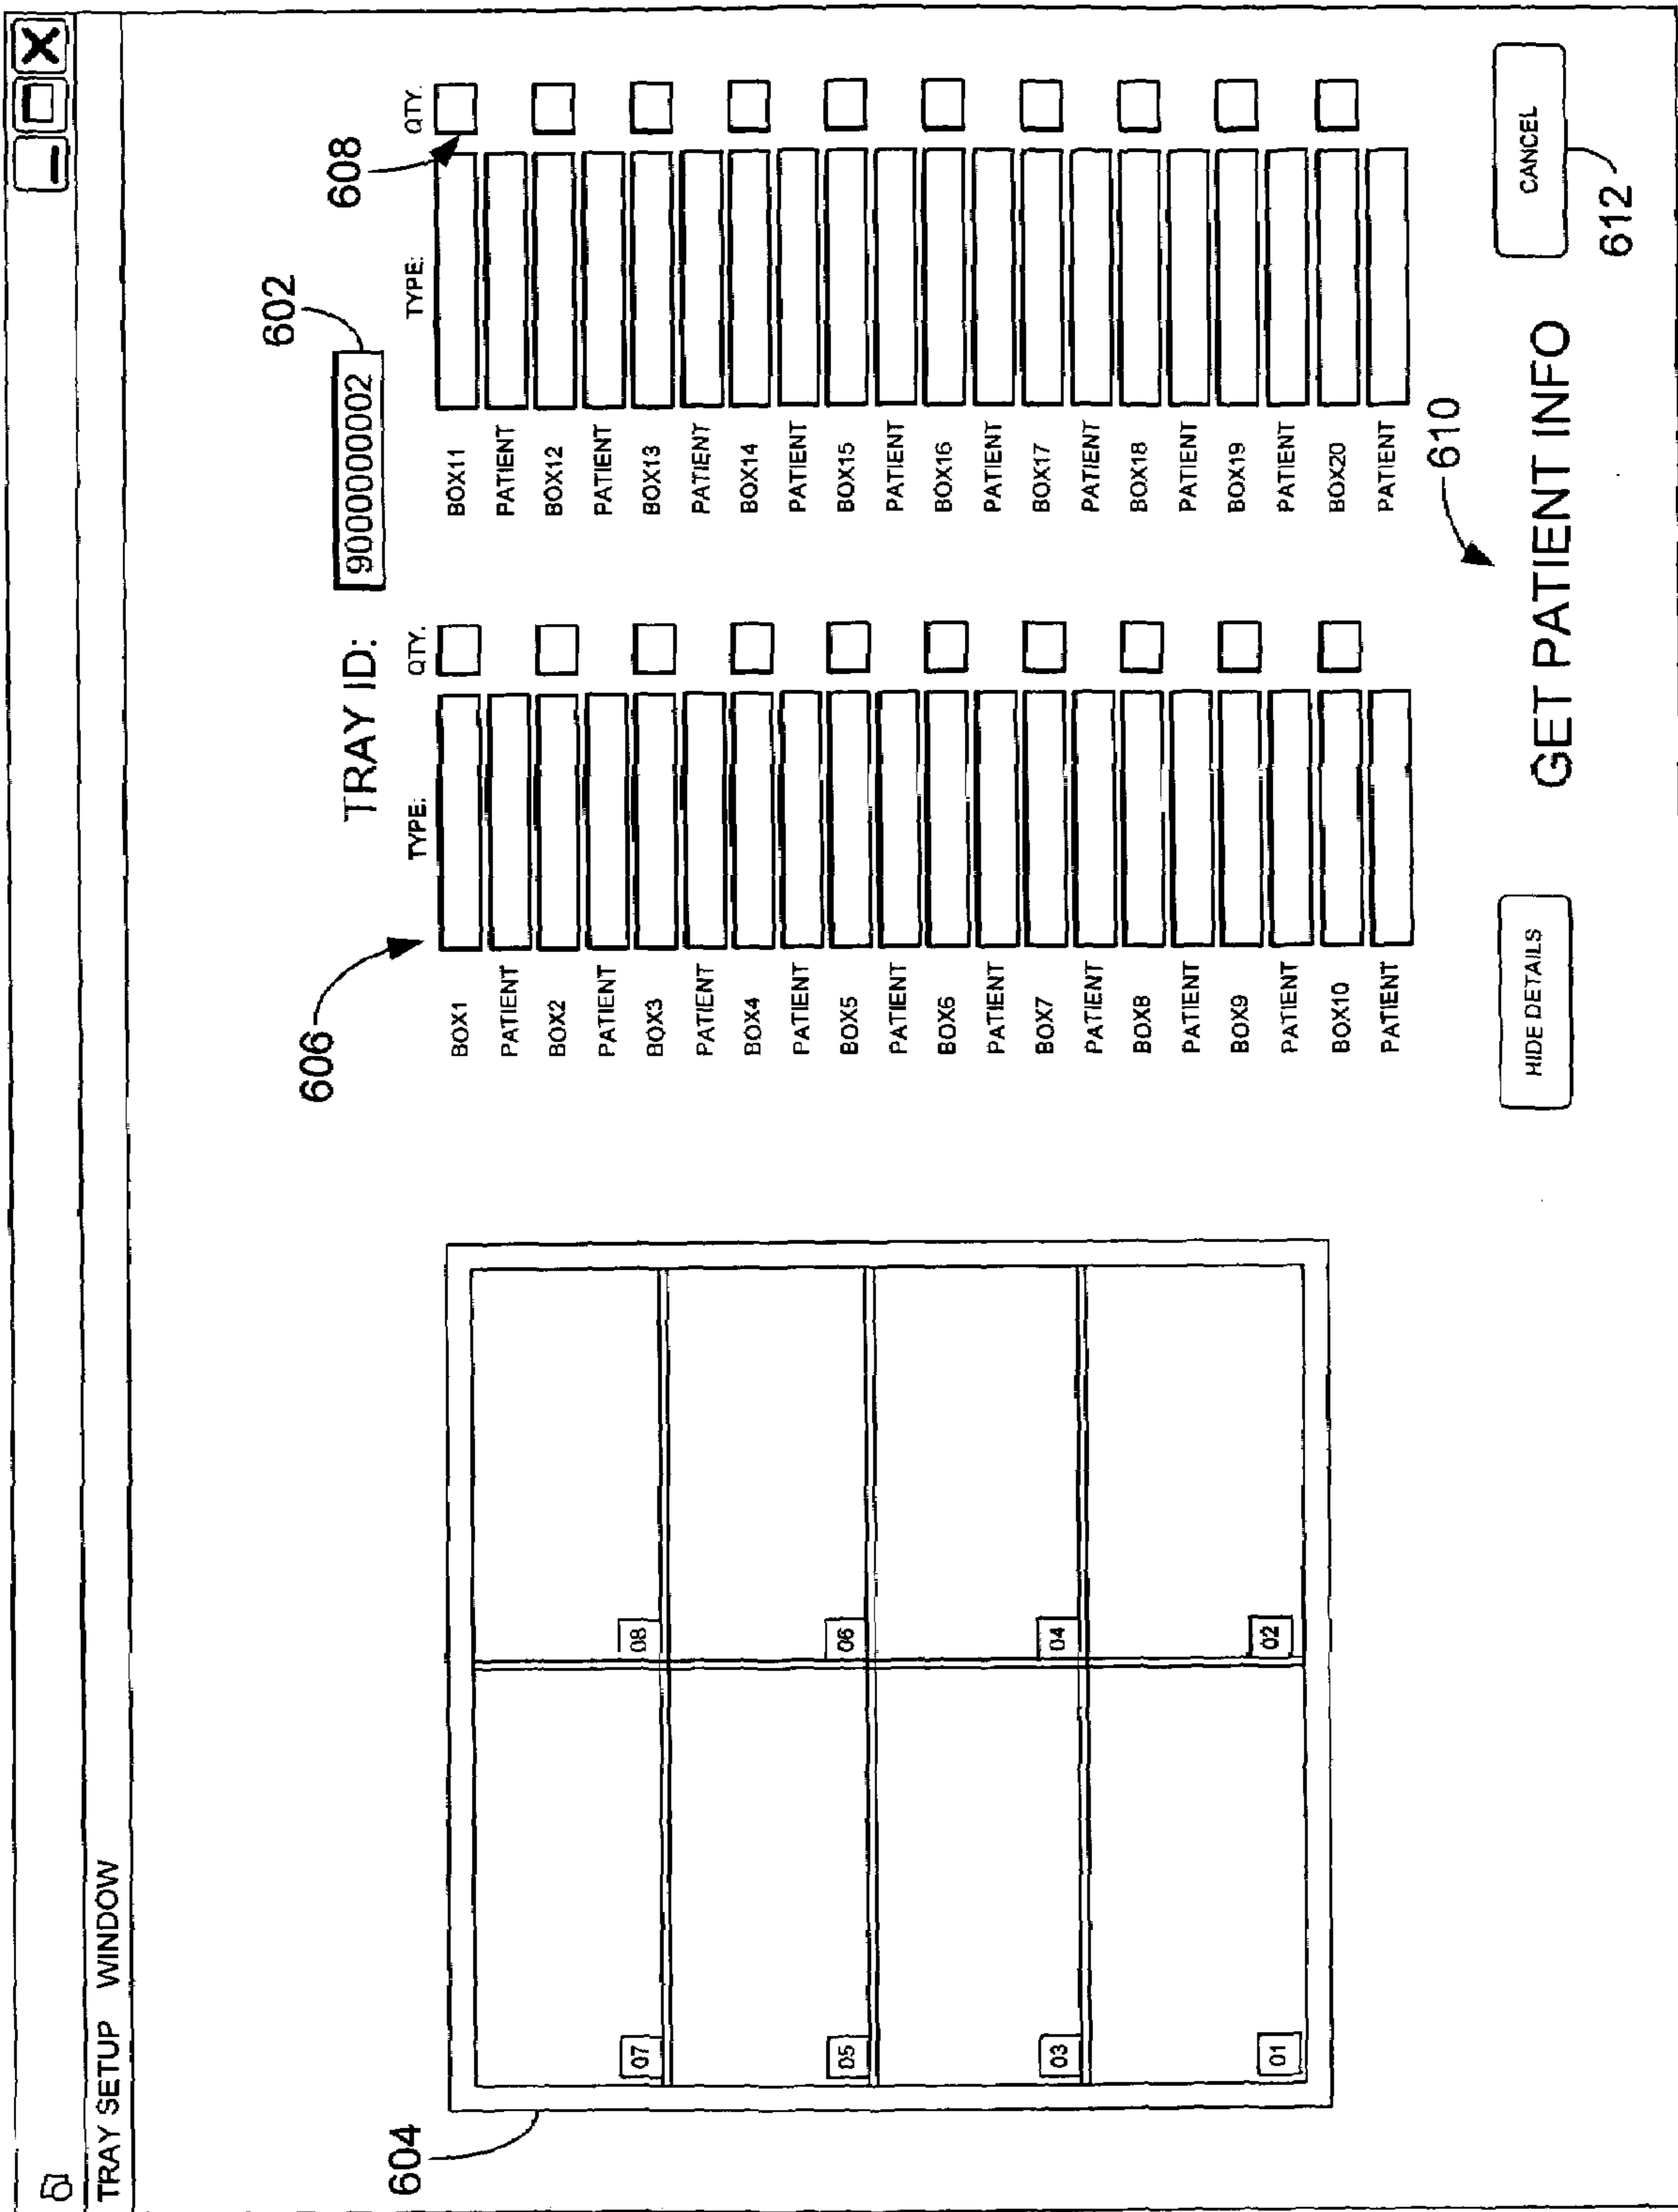 TRAY SETUP WINDOW
602
TRAY ID: 9000000002
606 608
604
TYPE: QTY. TYPE: QTY.
BOX1 BOX11
PATIENT PATIENT
BOX2 BOX12
PATIENT PATIENT
BOX3 BOX13
PATIENT PATIENT
BOX4 BOX14
PATIENT PATIENT
BOX5 BOX15
PATIENT PATIENT
BOX6 BOX16
PATIENT PATIENT
BOX7 BOX17
PATIENT PATIENT
BOX8 BOX18
PATIENT PATIENT
BOX9 BOX19
PATIENT PATIENT
BOX10 BOX20
PATIENT PATIENT
07 08
05 06
03 04
01 02
610
HIDE DETAILS GET PATIENT INFO CANCEL
612